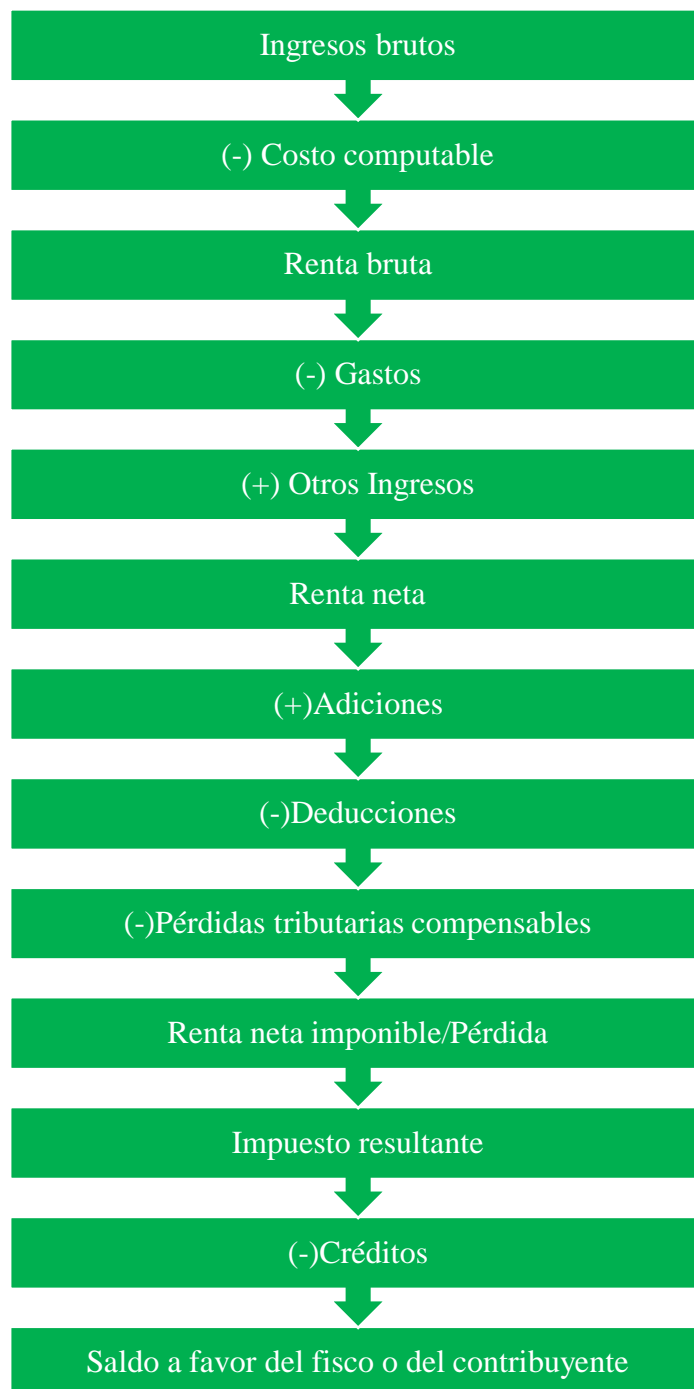 Ingresos brutos
(-) Costo computable
Renta bruta
(-) Gastos
(+) Otros Ingresos
Renta neta
(+)Adiciones
(-)Deducciones
(-)Pérdidas tributarias compensables
Renta neta imponible/Pérdida
Impuesto resultante
(-)Créditos
Saldo a favor del fisco o del contribuyente